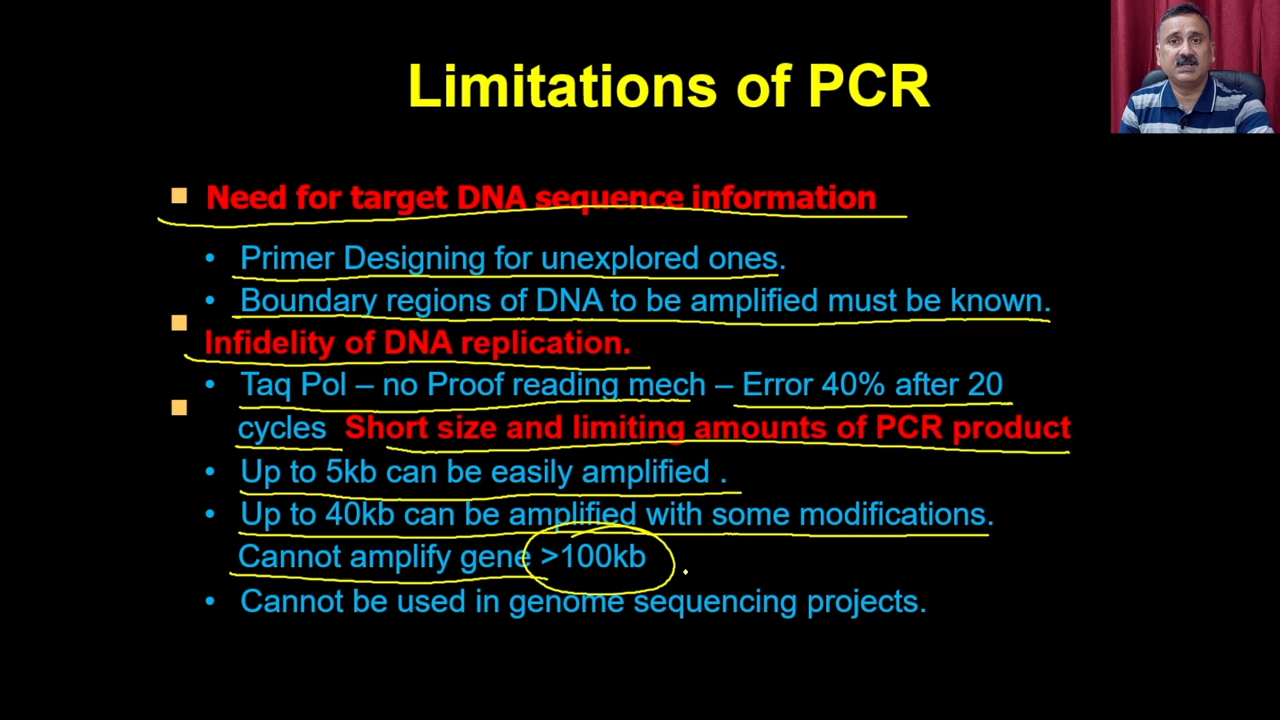 Limitations of PCR
Need for target DNA sequence information
• Primer Designing for unexplored ones.
• Boundary regions of DNA to be amplified must be known.
Infidelity of DNA replication.
• Taq Pol – no Proof reading mech – Error 40% after 20
cycles Short size and limiting amounts of PCR product
• Up to 5kb can be easily amplified .
• Up to 40kb can be amplified with some modifications.
Cannot amplify gene >100kb
• Cannot be used in genome sequencing projects.